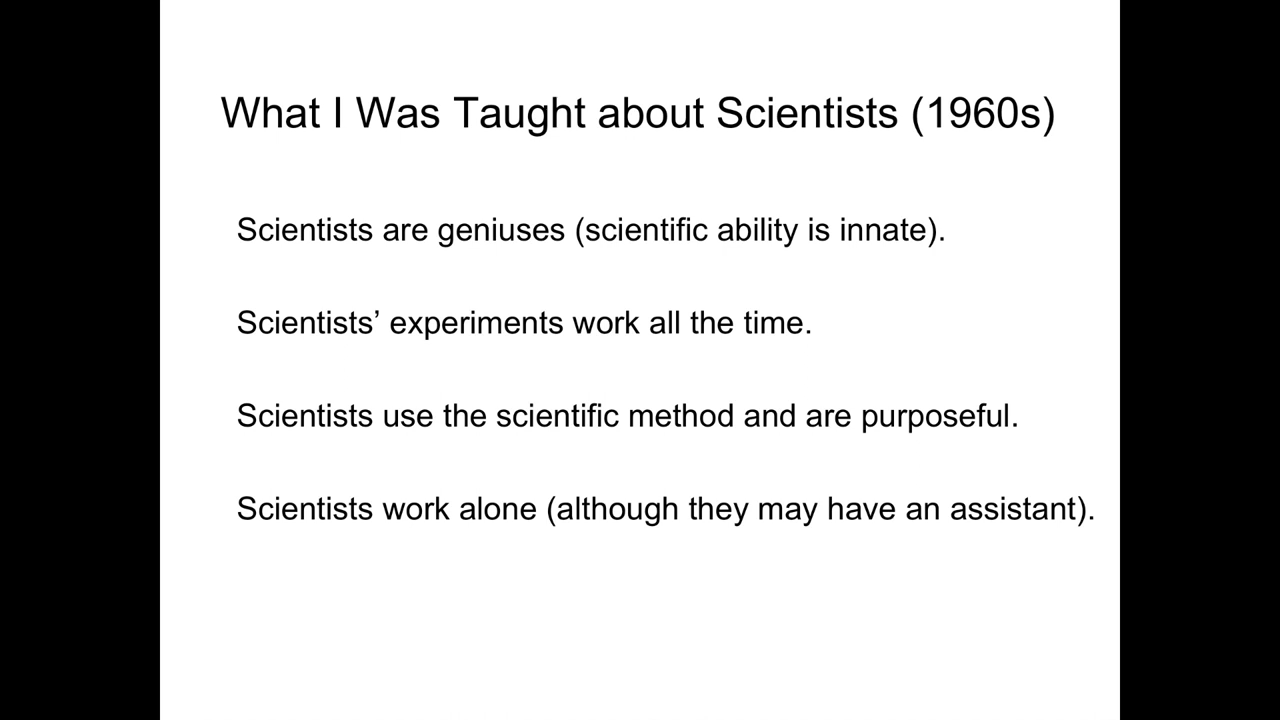 What I Was Taught about Scientists (1960s)
Scientists are geniuses (scientific ability is innate).
Scientists’ experiments work all the time.
Scientists use the scientific method and are purposeful.
Scientists work alone (although they may have an assistant).